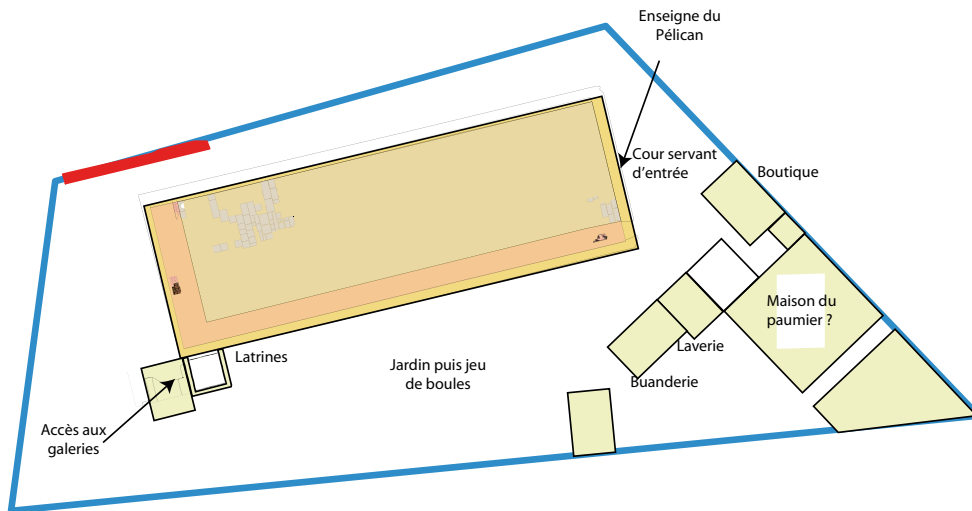 Enseigne du
Pélican
Cour servant
d’entrée
Boutique
Maison du
paumier ?
Laverie
Buanderie
Latrines
Jardin puis jeu
de boules
Accès aux
galeries